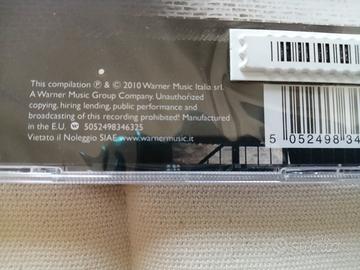 This compilation ℗ & © 2010 Warner Music Italia srl.
A Warner Music Group Company. Unauthorized
copying, hiring lending, public performance and
broadcasting of this recording prohibited! Manufactured
in the E.U. 5052498346325
Vietato il Noleggio SIAE www.warnermusic.it
5 052498 34
subito